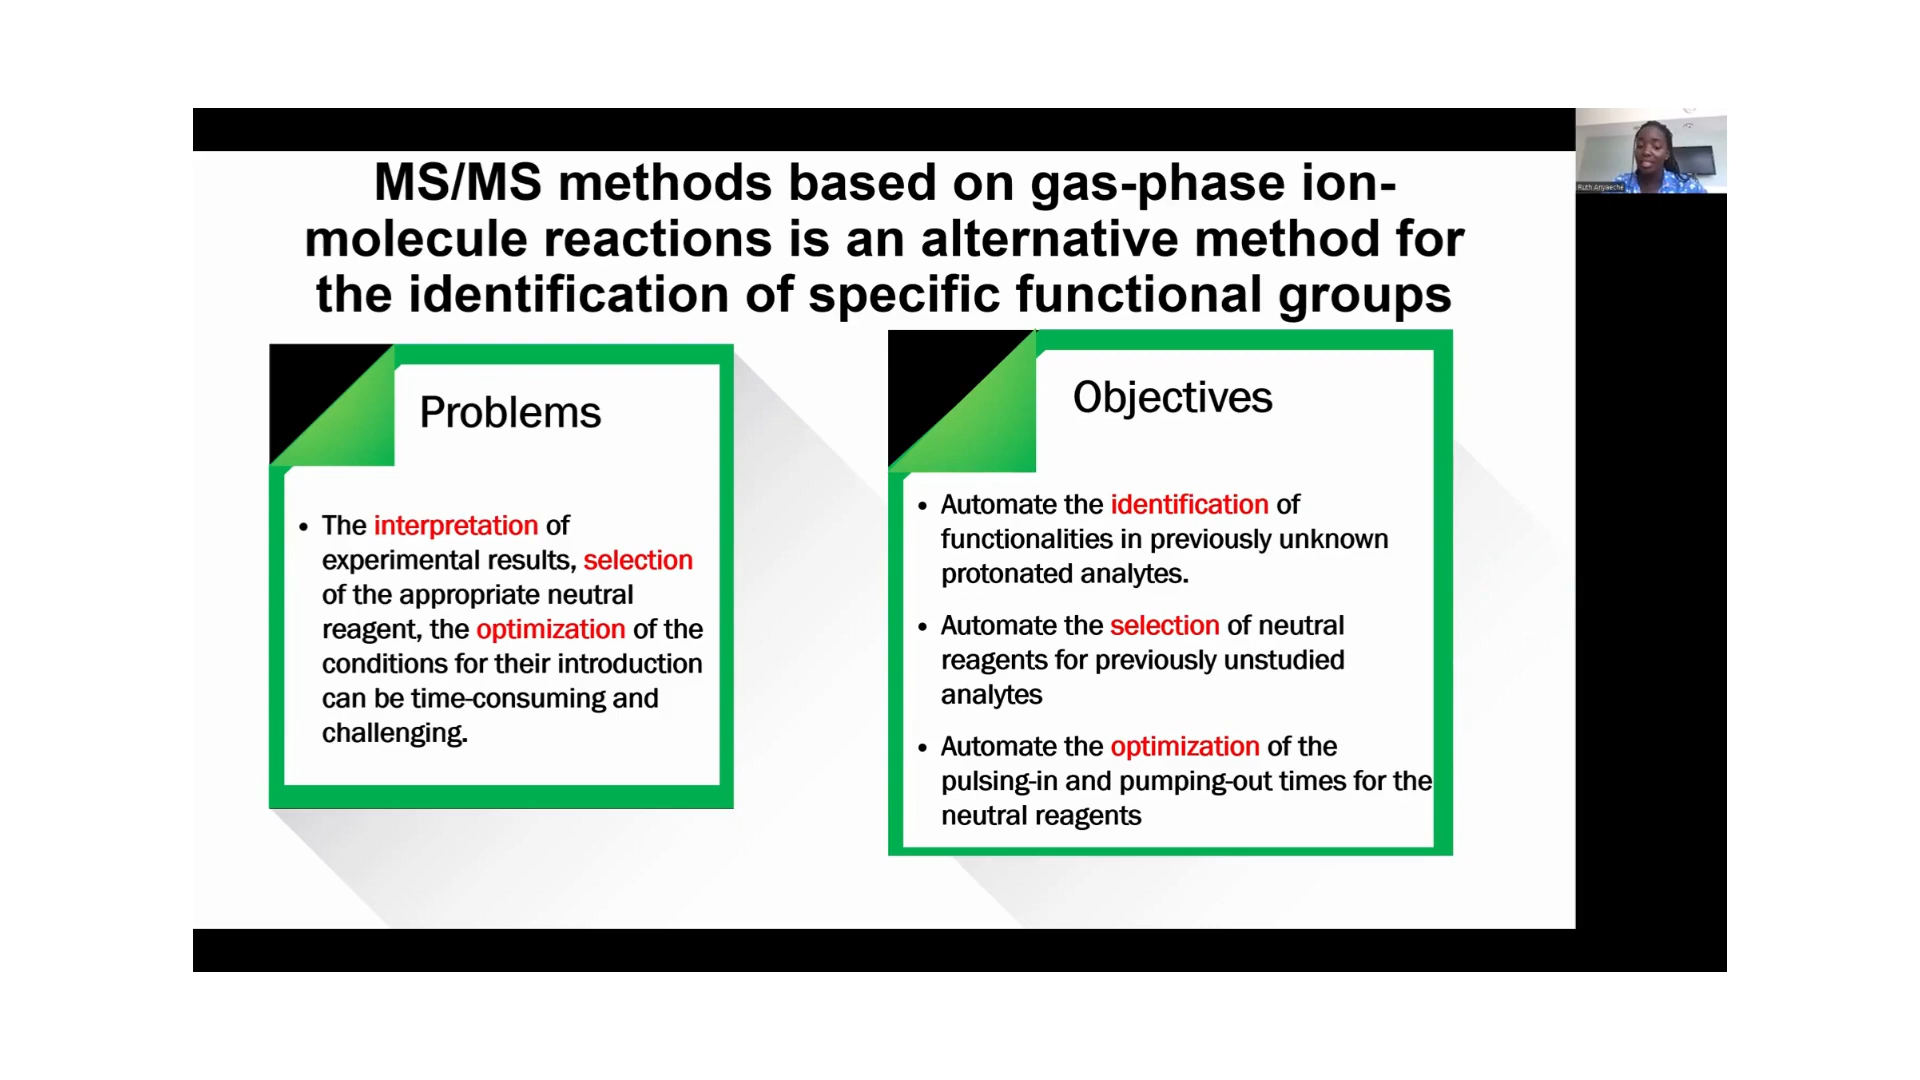 MS/MS methods based on gas-phase ion-
molecule reactions is an alternative method for
the identification of specific functional groups
Problems
• The interpretation of
experimental results, selection
of the appropriate neutral
reagent, the optimization of the
conditions for their introduction
can be time-consuming and
challenging.
Objectives
• Automate the identification of
functionalities in previously unknown
protonated analytes.
• Automate the selection of neutral
reagents for previously unstudied
analytes
• Automate the optimization of the
pulsing-in and pumping-out times for the
neutral reagents
Ruth Anyaeche